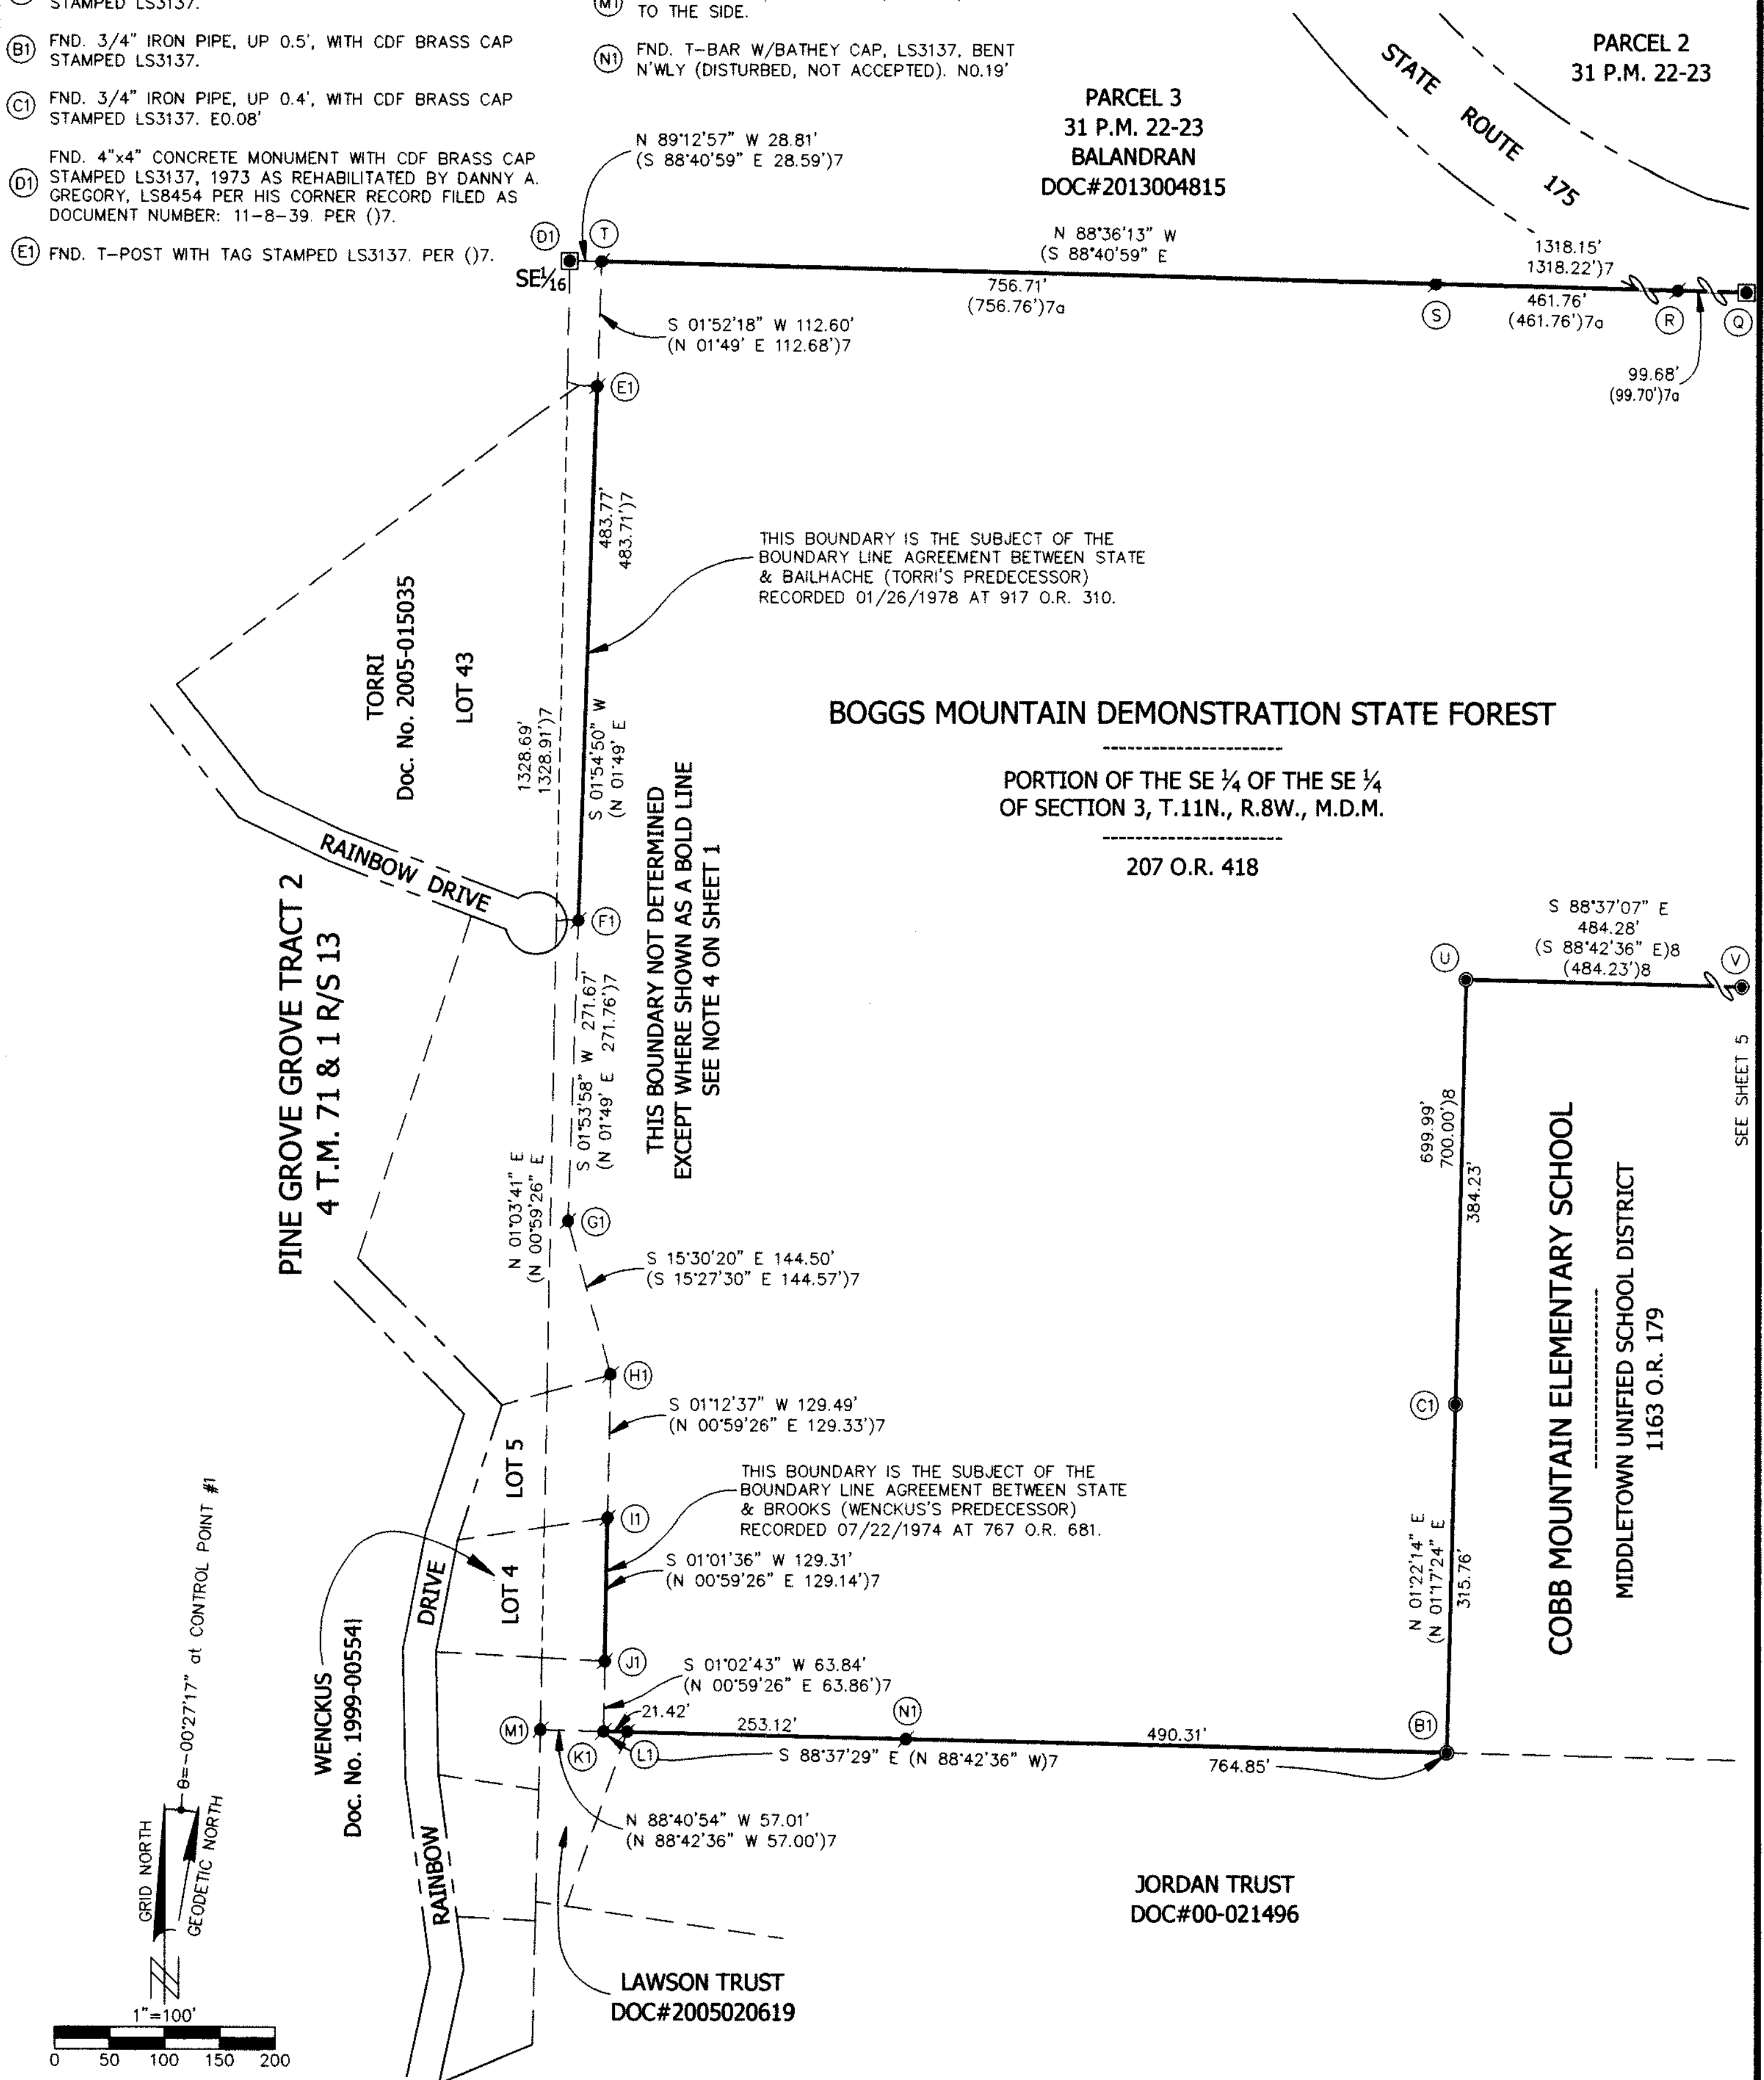 STAMPED LS3137.
B1 FND. 3/4" IRON PIPE, UP 0.5', WITH CDF BRASS CAP
STAMPED LS3137.
C1 FND. 3/4" IRON PIPE, UP 0.4', WITH CDF BRASS CAP
STAMPED LS3137. E0.08'
D1 FND. 4"x4" CONCRETE MONUMENT WITH CDF BRASS CAP
STAMPED LS3137, 1973 AS REHABILITATED BY DANNY A.
GREGORY, LS8454 PER HIS CORNER RECORD FILED AS
DOCUMENT NUMBER: 11-8-39. PER ()7.
E1 FND. T-POST WITH TAG STAMPED LS3137. PER ()7.
M1 TO THE SIDE.
N1 FND. T-BAR W/BATHEY CAP, LS3137, BENT
N'WLY (DISTURBED, NOT ACCEPTED). N0.19'
PARCEL 2
31 P.M. 22-23
STATE ROUTE 175
PARCEL 3
31 P.M. 22-23
BALANDRAN
DOC#2013004815
N 89°12'57" W 28.81'
(S 88°40'59" E 28.59')7
D1
T
SE1/16
N 88°36'13" W
(S 88°40'59" E
1318.15'
1318.22')7
756.71'
(756.76')7a
S
461.76'
(461.76')7a
R
Q
99.68'
(99.70')7a
S 01°52'18" W 112.60'
(N 01°49' E 112.68')7
E1
483.77'
483.71')7
S 01°54'50" W
(N 01°49' E
THIS BOUNDARY IS THE SUBJECT OF THE
BOUNDARY LINE AGREEMENT BETWEEN STATE
& BAILHACHE (TORRI'S PREDECESSOR)
RECORDED 01/26/1978 AT 917 O.R. 310.
TORRI
Doc. No. 2005-015035
LOT 43
1328.69'
1328.91')7
N 01°03'41" E
(N 00°59'26" E
RAINBOW DRIVE
F1
BOGGS MOUNTAIN DEMONSTRATION STATE FOREST
PORTION OF THE SE 1/4 OF THE SE 1/4
OF SECTION 3, T.11N., R.8W., M.D.M.
207 O.R. 418
THIS BOUNDARY NOT DETERMINED
EXCEPT WHERE SHOWN AS A BOLD LINE
SEE NOTE 4 ON SHEET 1
PINE GROVE TRACT 2
4 T.M. 71 & 1 R/S 13
S 01°53'58" W 271.67'
(N 01°49' E 271.76')7
G1
S 88°37'07" E
484.28'
(S 88°42'36" E)8
(484.23')8
U
V
SEE SHEET 5
699.99'
700.00')8
384.23'
C1
N 01°22'14" E
(N 01°17'24" E
315.76'
COBB MOUNTAIN ELEMENTARY SCHOOL
MIDDLETOWN UNIFIED SCHOOL DISTRICT
1163 O.R. 179
S 15°30'20" E 144.50'
(S 15°27'30" E 144.57')7
H1
S 01°12'37" W 129.49'
(N 00°59'26" E 129.33')7
LOT 5
I1
THIS BOUNDARY IS THE SUBJECT OF THE
BOUNDARY LINE AGREEMENT BETWEEN STATE
& BROOKS (WENCKUS'S PREDECESSOR)
RECORDED 07/22/1974 AT 767 O.R. 681.
S 01°01'36" W 129.31'
(N 00°59'26" E 129.14')7
LOT 4
WENCKUS
Doc. No. 1999-005541
RAINBOW DRIVE
J1
S 01°02'43" W 63.84'
(N 00°59'26" E 63.86')7
21.42'
253.12'
N1
490.31'
B1
M1
K1
L1
S 88°37'29" E (N 88°42'36" W)7
764.85'
N 88°40'54" W 57.01'
(N 88°42'36" W 57.00')7
JORDAN TRUST
DOC#00-021496
LAWSON TRUST
DOC#2005020619
θ=-00°27'17" at CONTROL POINT #1
GRID NORTH
GEODETIC NORTH
1"=100'
0 50 100 150 200